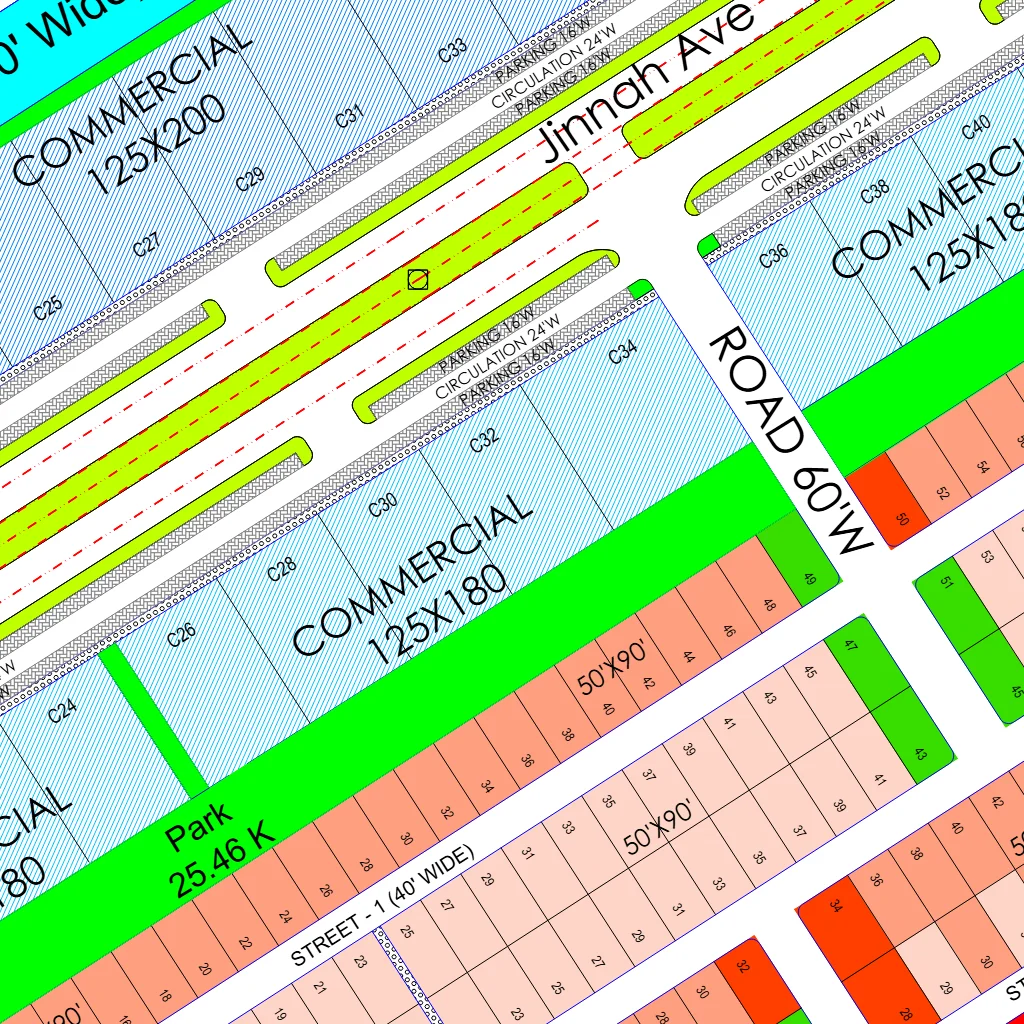 0' Wide
COMMERCIAL
125X200
C33
C31
C29
C27
C25
PARKING 16'W
CIRCULATION 24'W
PARKING 16'W
Jinnah Ave
PARKING 16'W
CIRCULATION 24'W
PARKING 16'W
C40
C38
C36
COMMERCI
125X18
PARKING 16'W
CIRCULATION 24'W
PARKING 16'W
C34
C32
C30
C28
C26
C24
COMMERCIAL
125X180
CIAL
80
ROAD 60'W
Park
25.46 K
50'X90'
49
48
46
44
42
40
38
36
34
32
30
28
26
24
22
20
18
16
50
52
54
STREET - 1 (40' WIDE)
51
53
45
47
45
43
41
39
37
35
33
31
29
27
25
23
21
19
50'X90'
43
41
39
37
35
33
31
29
27
25
23
34
36
38
40
42
28
29
30
32
30
28
ST